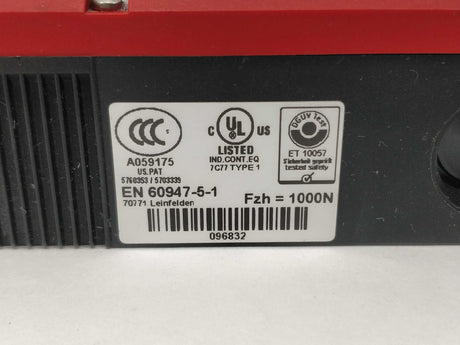 CCC
S
A059175
US.PAT
5760353 / 5703339
C UL US
LISTED
IND.CONT.EQ
7C77 TYPE 1
DGUV Test
ET 10057
Sicherheit geprüft
tested safety
EN 60947-5-1
70771 Leinfelden
Fzh = 1000N
096832